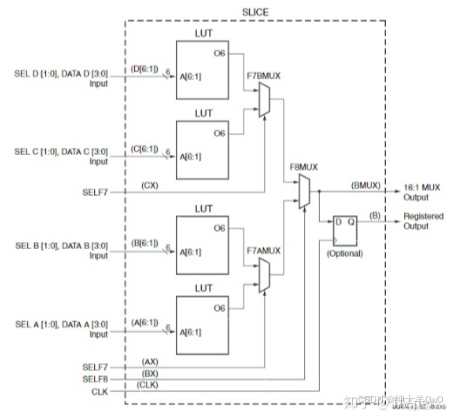 SLICE
LUT
SEL D [1:0], DATA D [3:0]
Input
(D[6:1])
6
A[6:1]
O6
F7BMUX
LUT
SEL C [1:0], DATA C [3:0]
Input
(C[6:1])
6
A[6:1]
O6
SELF7
(CX)
F8MUX
(BMUX)
16:1 MUX
Output
D Q
(B)
Registered
Output
(Optional)
LUT
SEL B [1:0], DATA B [3:0]
Input
(B[6:1])
6
A[6:1]
O6
F7AMUX
LUT
SEL A [1:0], DATA A [3:0]
Input
(A[6:1])
6
A[6:1]
O6
SELF7
(AX)
SELF8
(BX)
CLK
(CLK)